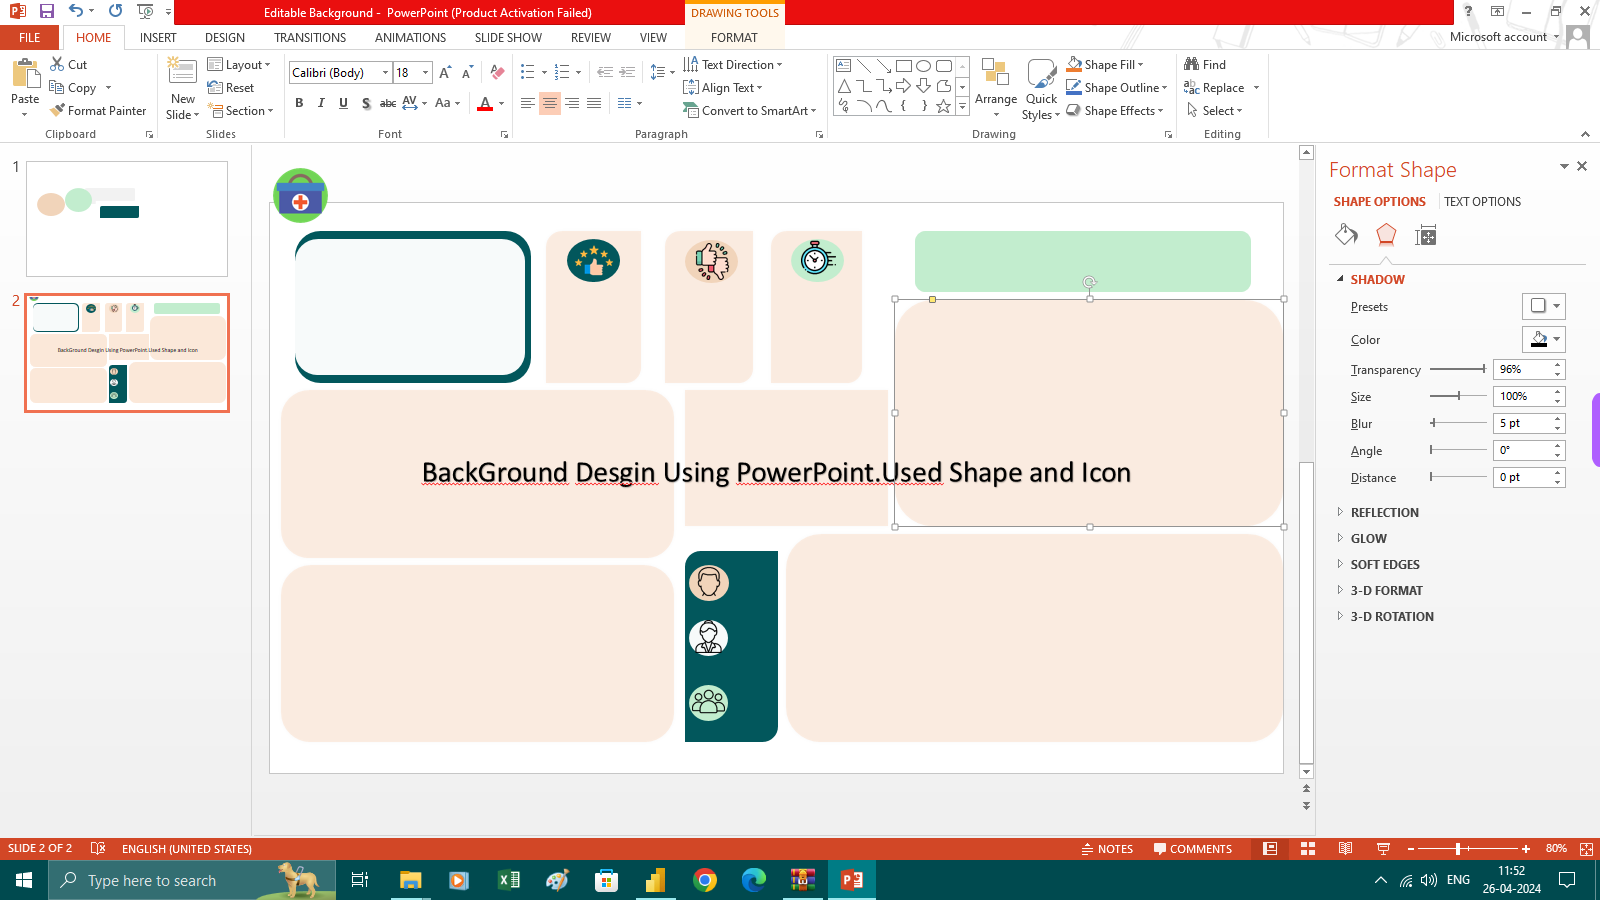 Editable Background - PowerPoint (Product Activation Failed)
DRAWING TOOLS
FILE
HOME
INSERT
DESIGN
TRANSITIONS
ANIMATIONS
SLIDE SHOW
REVIEW
VIEW
FORMAT
Microsoft account
Paste
Cut
Copy
Format Painter
Clipboard
New
Slide
Layout
Reset
Section
Slides
Calibri (Body)
18
B I U S abc AV Aa A
Font
Text Direction
Align Text
Convert to SmartArt
Paragraph
Arrange
Quick
Styles
Shape Fill
Shape Outline
Shape Effects
Drawing
Find
Replace
Select
Editing
1
2
BackGround Desgin Using PowerPoint.Used Shape and Icon
BackGround Desgin Using PowerPoint.Used Shape and Icon
Format Shape
SHAPE OPTIONS
TEXT OPTIONS
SHADOW
Presets
Color
Transparency 96%
Size 100%
Blur 5 pt
Angle 0°
Distance 0 pt
REFLECTION
GLOW
SOFT EDGES
3-D FORMAT
3-D ROTATION
SLIDE 2 OF 2
ENGLISH (UNITED STATES)
NOTES
COMMENTS
80%
Type here to search
ENG
11:52
26-04-2024